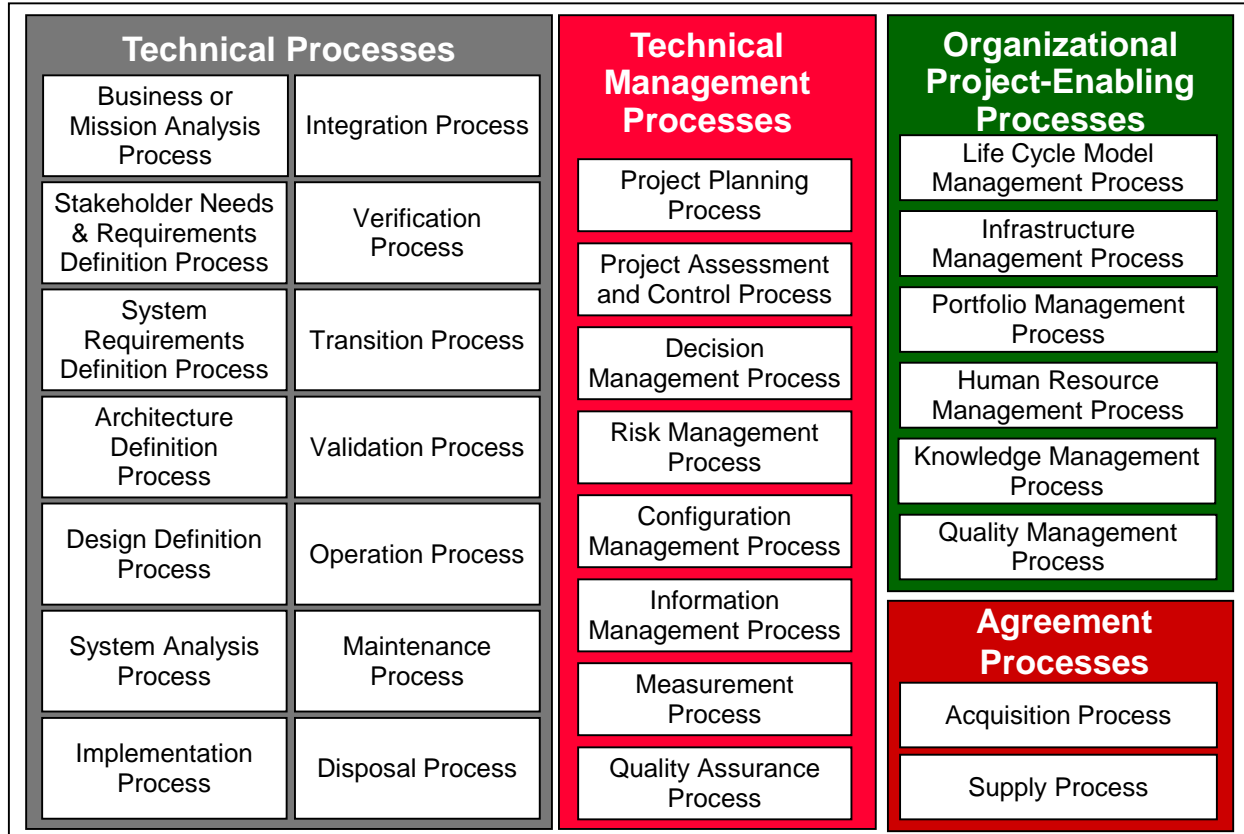 Technical Processes
Business or
Mission Analysis
Process
Stakeholder Needs
& Requirements
Definition Process
System
Requirements
Definition Process
Architecture
Definition
Process
Design Definition
Process
System Analysis
Process
Implementation
Process
Integration Process
Verification
Process
Transition Process
Validation Process
Operation Process
Maintenance
Process
Disposal Process
Technical
Management
Processes
Project Planning
Process
Project Assessment
and Control Process
Decision
Management Process
Risk Management
Process
Configuration
Management Process
Information
Management Process
Measurement
Process
Quality Assurance
Process
Organizational
Project-Enabling
Processes
Life Cycle Model
Management Process
Infrastructure
Management Process
Portfolio Management
Process
Human Resource
Management Process
Knowledge Management
Process
Quality Management
Process
Agreement
Processes
Acquisition Process
Supply Process